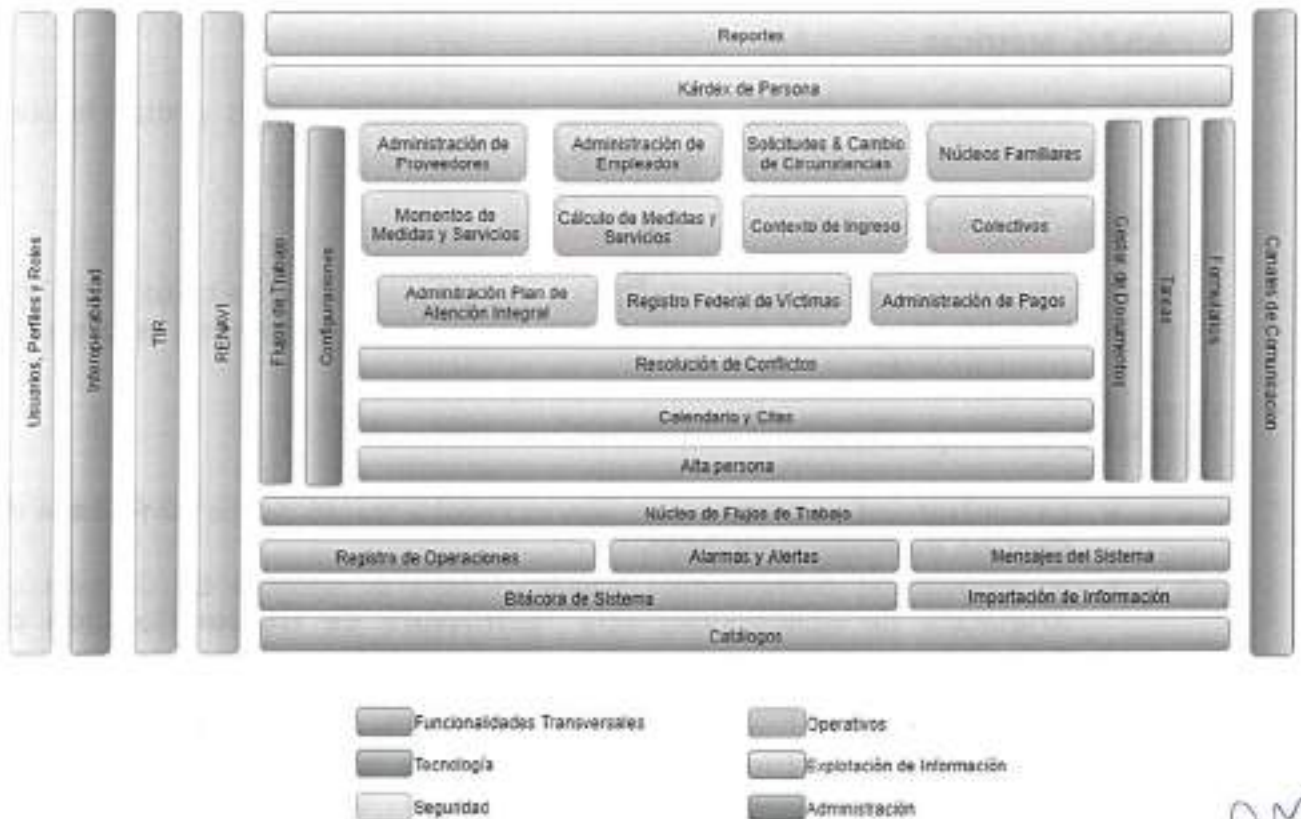 Usuarios, Perfiles y Roles
Interoperabilidad
TIR
RENAVI
Reportes
Kárdex de Persona
Flujos de Trabajo
Configuraciones
Administración de
Proveedores
Administración de
Empleados
Solicitudes & Cambio
de Circunstancias
Núcleos Familiares
Momentos de
Medidas y Servicios
Cálculo de Medidas y
Servicios
Contexto de Ingreso
Colectivos
Adminitración Plan de
Atención Integral
Registro Federal de Víctimas
Administración de Pagos
Resolución de Conflictos
Calendario y Citas
Alta persona
Gestor de Documentos
Tareas
Formularios
Canales de Comunicación
Núcleo de Flujos de Trabajo
Registro de Operaciones
Alarmas y Alertas
Mensajes del Sistema
Bitácora de Sistema
Importación de Información
Catálogos
Funcionalidades Transversales
Operativos
Tecnología
Explotación de Información
Seguridad
Administración